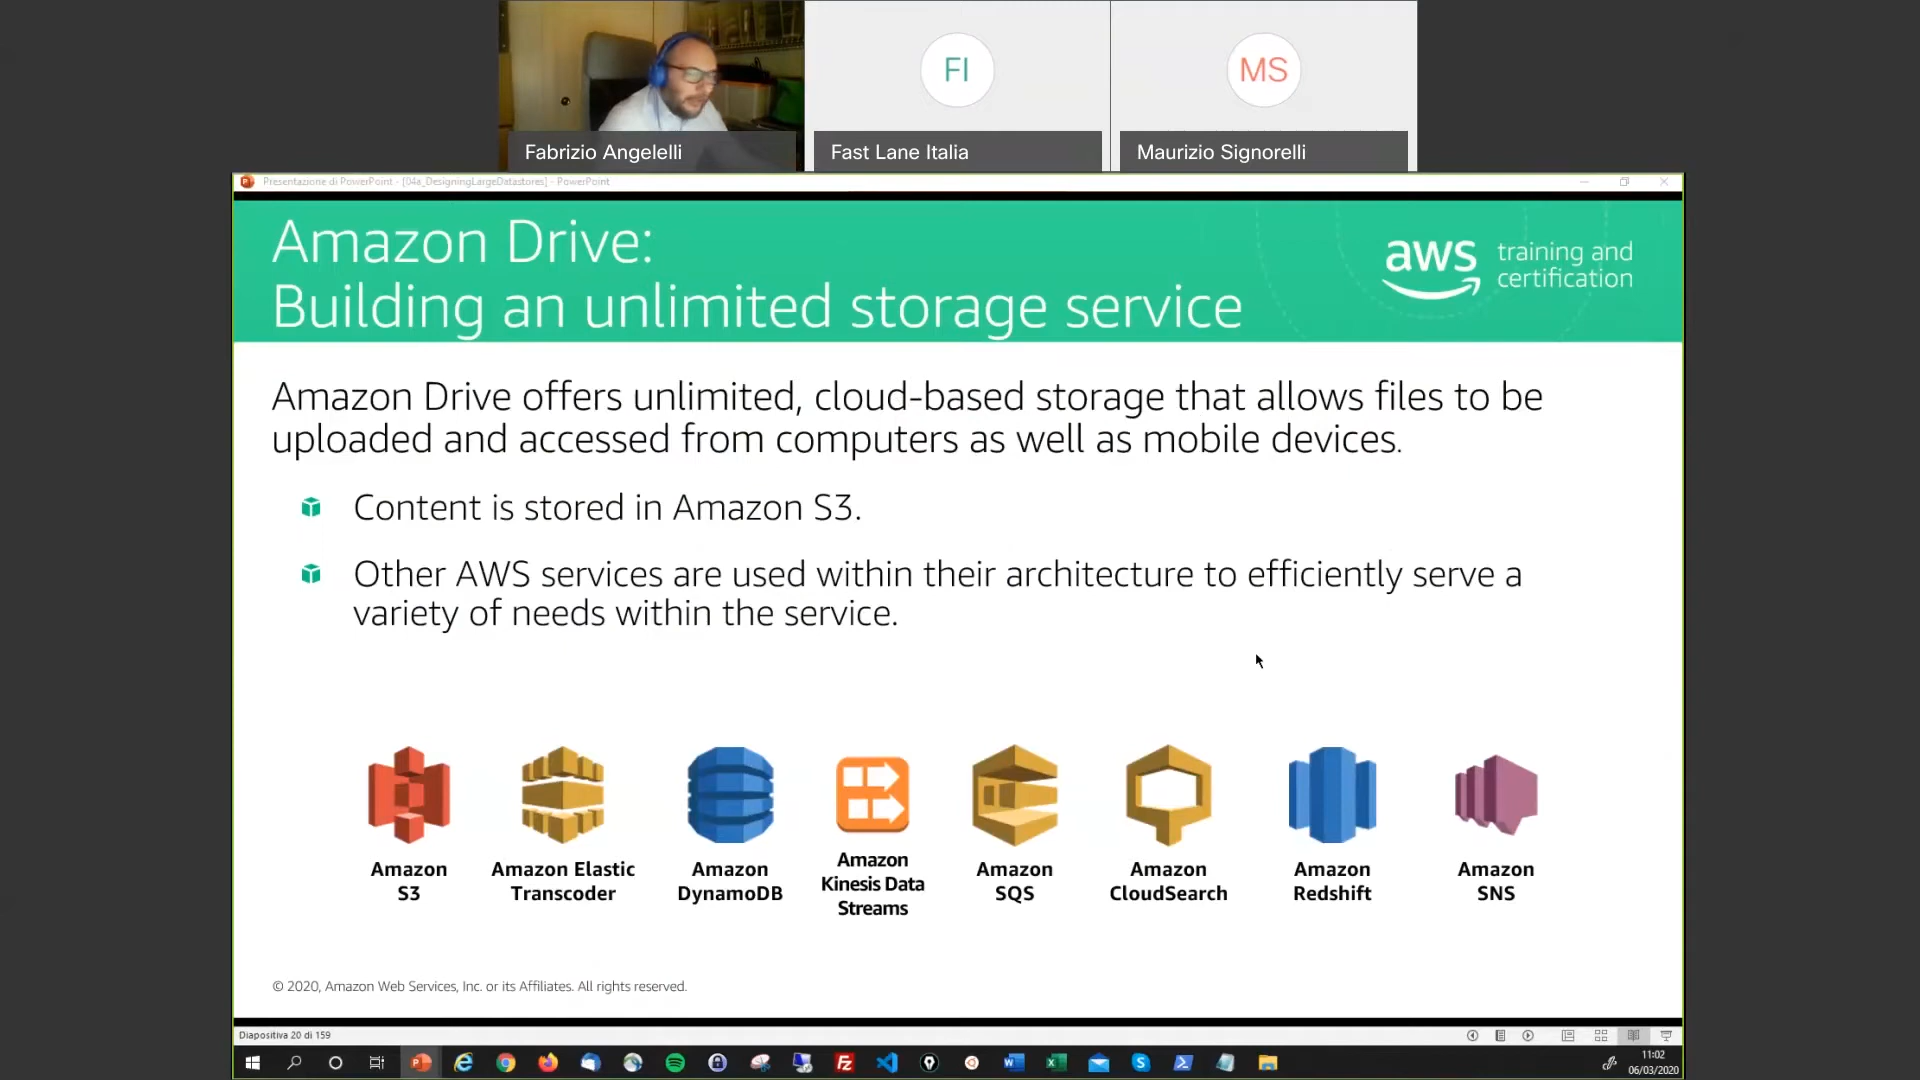 FI
MS
Fabrizio Angelelli
Fast Lane Italia
Maurizio Signorelli
Presentazione di PowerPoint - [04a_DesigningLargeDatastores] - PowerPoint
Amazon Drive:
Building an unlimited storage service
aws training and
certification
Amazon Drive offers unlimited, cloud-based storage that allows files to be
uploaded and accessed from computers as well as mobile devices.
Content is stored in Amazon S3.
Other AWS services are used within their architecture to efficiently serve a
variety of needs within the service.
Amazon
S3
Amazon Elastic
Transcoder
Amazon
DynamoDB
Amazon
Kinesis Data
Streams
Amazon
SQS
Amazon
CloudSearch
Amazon
Redshift
Amazon
SNS
© 2020, Amazon Web Services, Inc. or its Affiliates. All rights reserved.
Diapositiva 20 di 159
11:02
06/03/2020